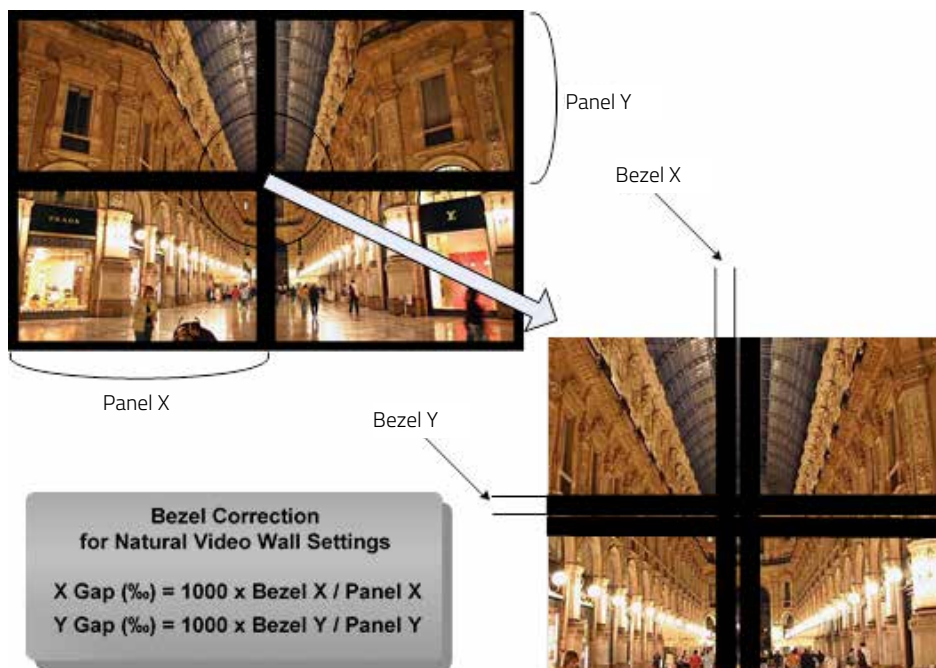 Panel Y
Bezel X
PRADA
Panel X
Bezel Y
Bezel Correction
for Natural Video Wall Settings
X Gap (‰) = 1000 x Bezel X / Panel X
Y Gap (‰) = 1000 x Bezel Y / Panel Y